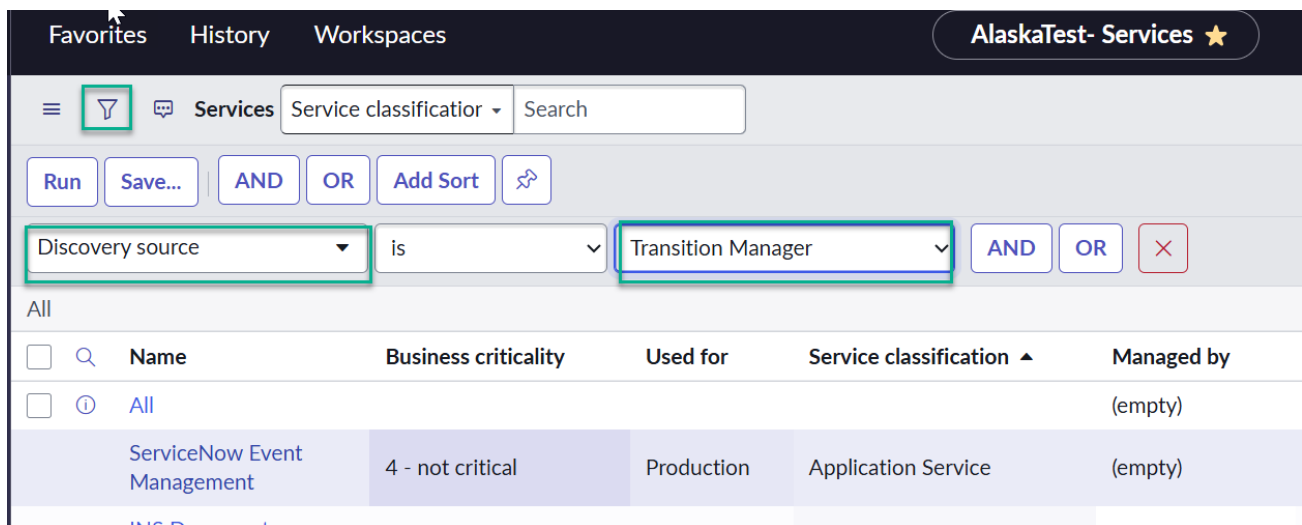 Favorites History Workspaces AlaskaTest- Services
Services Service classification Search
Run Save... AND OR Add Sort
Discovery source is Transition Manager AND OR
All
Name Business criticality Used for Service classification Managed by
All (empty)
ServiceNow Event
Management 4 - not critical Production Application Service (empty)